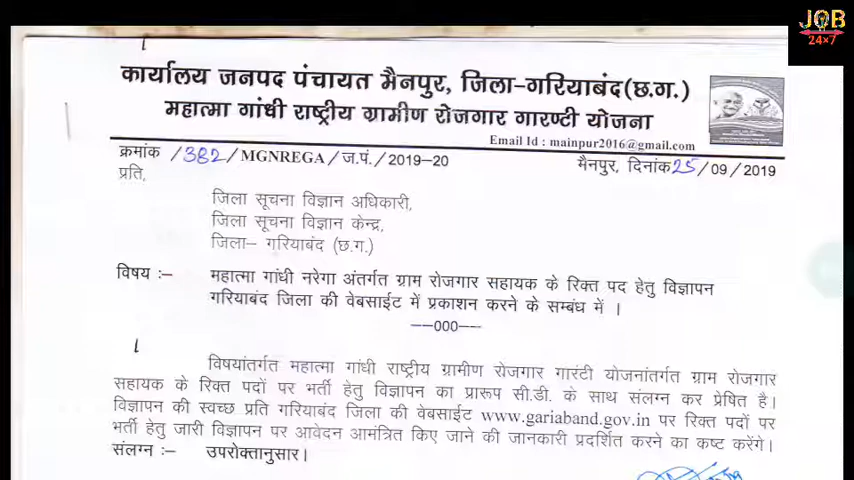 JOB
24×7
कार्यालय जनपद पंचायत मैनपुर, जिला-गरियाबंद(छ.ग.)
महात्मा गांधी राष्ट्रीय ग्रामीण रोजगार गारण्टी योजना
Email Id : mainpur2016@gmail.com
क्रमांक /382/MGNREGA/ज.पं./2019-20
मैनपुर, दिनांक 25/09/2019
प्रति,
जिला सूचना विज्ञान अधिकारी,
जिला सूचना विज्ञान केन्द्र,
जिला- गरियाबंद (छ.ग.)
विषय :- महात्मा गांधी नरेगा अंतर्गत ग्राम रोजगार सहायक के रिक्त पद हेतु विज्ञापन
गरियाबंद जिला की वेबसाईट में प्रकाशन करने के सम्बंध में ।
--000--
विषयांतर्गत महात्मा गांधी राष्ट्रीय ग्रामीण रोजगार गारंटी योजनांतर्गत ग्राम रोजगार
सहायक के रिक्त पदों पर भर्ती हेतु विज्ञापन का प्रारूप सी.डी. के साथ संलग्न कर प्रेषित है।
विज्ञापन की स्वच्छ प्रति गरियाबंद जिला की वेबसाईट www.gariaband.gov.in पर रिक्त पदों पर
भर्ती हेतु जारी विज्ञापन पर आवेदन आमंत्रित किए जाने की जानकारी प्रदर्शित करने का कष्ट करेंगे।
संलग्न :- उपरोक्तानुसार।